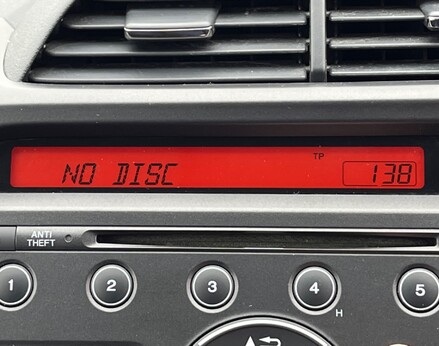 TP
NO DISC 138
ANTI
THEFT
1 2 3 4 5
H